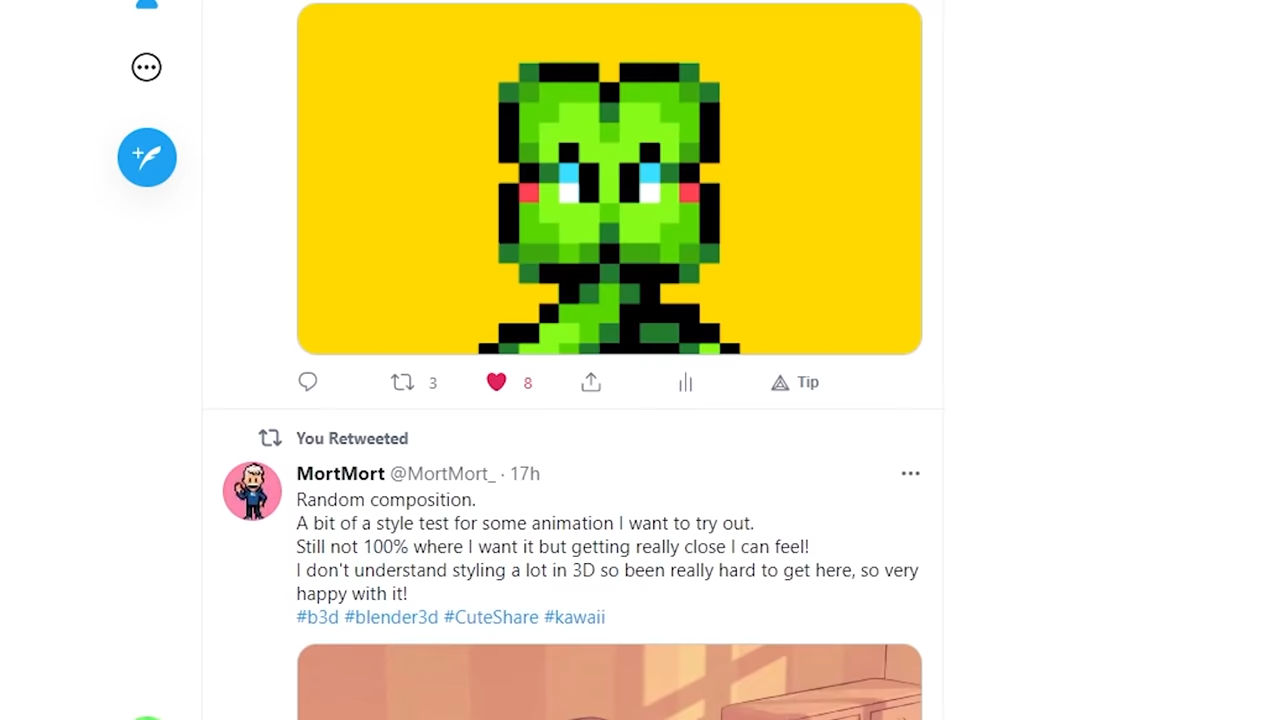 3
8
Tip
You Retweeted
MortMort @MortMort_ · 17h
Random composition.
A bit of a style test for some animation I want to try out.
Still not 100% where I want it but getting really close I can feel!
I don't understand styling a lot in 3D so been really hard to get here, so very
happy with it!
#b3d #blender3d #CuteShare #kawaii